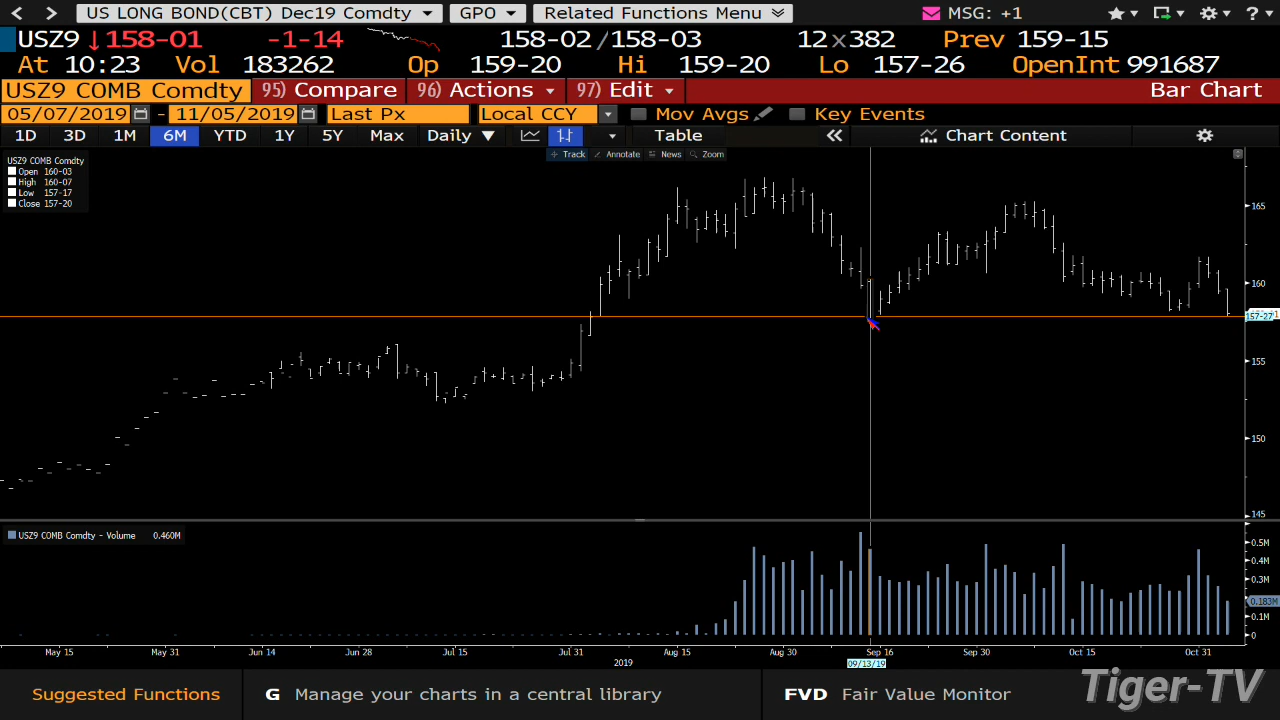 US LONG BOND(CBT) Dec19 Comdty GPO Related Functions Menu MSG: +1 ?
USZ9 ↓158-01 -1-14 158-02/158-03 12×382 Prev 159-15
At 10:23 Vol 183262 Op 159-20 Hi 159-20 Lo 157-26 OpenInt 991687
USZ9 COMB Comdty 95) Compare 96) Actions 97) Edit Bar Chart
05/07/2019 - 11/05/2019 Last Px Local CCY Mov Avgs Key Events
1D 3D 1M 6M YTD 1Y 5Y Max Daily ▼ Table « Chart Content
Track Annotate News Zoom
USZ9 COMB Comdty
Open 160-03
High 160-07
Low 157-17
Close 157-20
165
160
157-27
155
150
145
USZ9 COMB Comdty - Volume 0.460M
0.5M
0.4M
0.3M
0.183M
0.1M
0
May 15 May 31 Jun 14 Jun 28 Jul 15 Jul 31 Aug 15 Aug 30 Sep 16 Sep 30 Oct 15 Oct 31
2019 09/13/19
Suggested Functions G Manage your charts in a central library FVD Fair Value Monitor
Tiger-TV